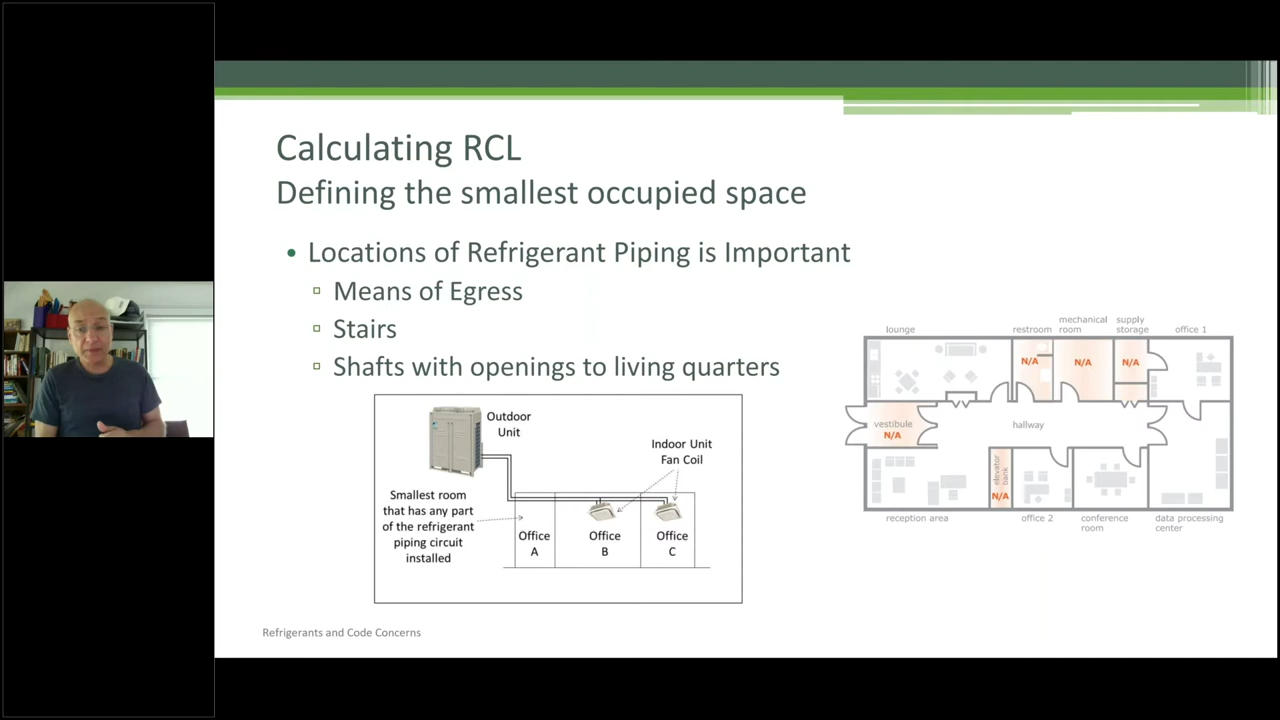 Calculating RCL
Defining the smallest occupied space
• Locations of Refrigerant Piping is Important
▫ Means of Egress
▫ Stairs
▫ Shafts with openings to living quarters
Outdoor
Unit
Indoor Unit
Fan Coil
Smallest room
that has any part
of the refrigerant
piping circuit
installed
Office
A
Office
B
Office
C
lounge
restroom
mechanical
room
supply
storage
office 1
N/A
N/A
N/A
vestibule
N/A
hallway
elevator
bank
N/A
reception area
office 2
conference
room
data processing
center
Refrigerants and Code Concerns